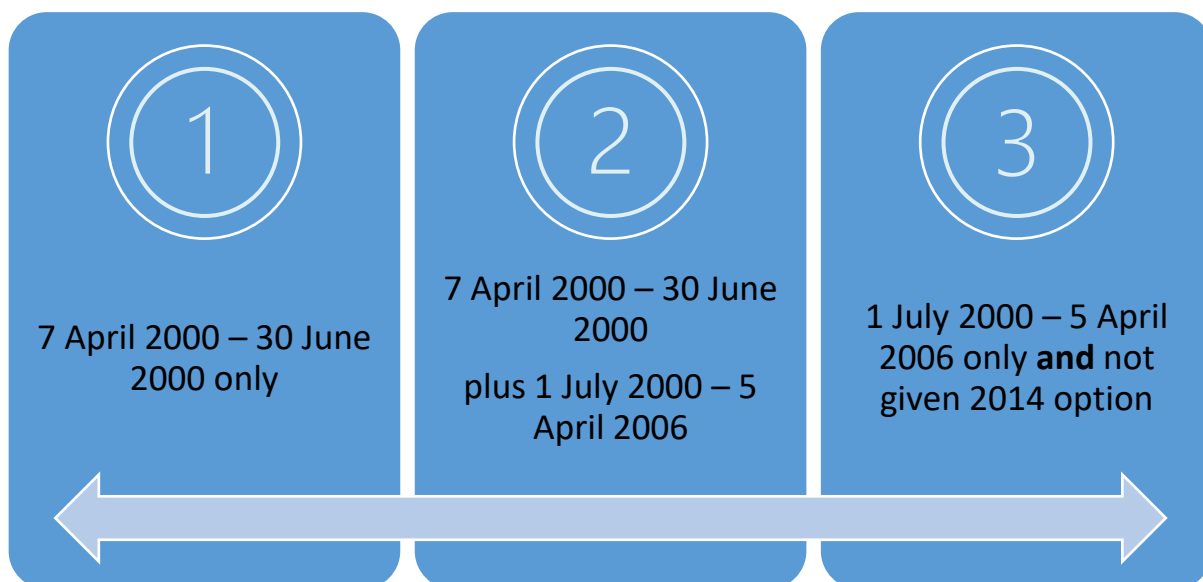 1
7 April 2000 – 30 June
2000 only
2
7 April 2000 – 30 June
2000
plus 1 July 2000 – 5
April 2006
3
1 July 2000 – 5 April
2006 only and not
given 2014 option